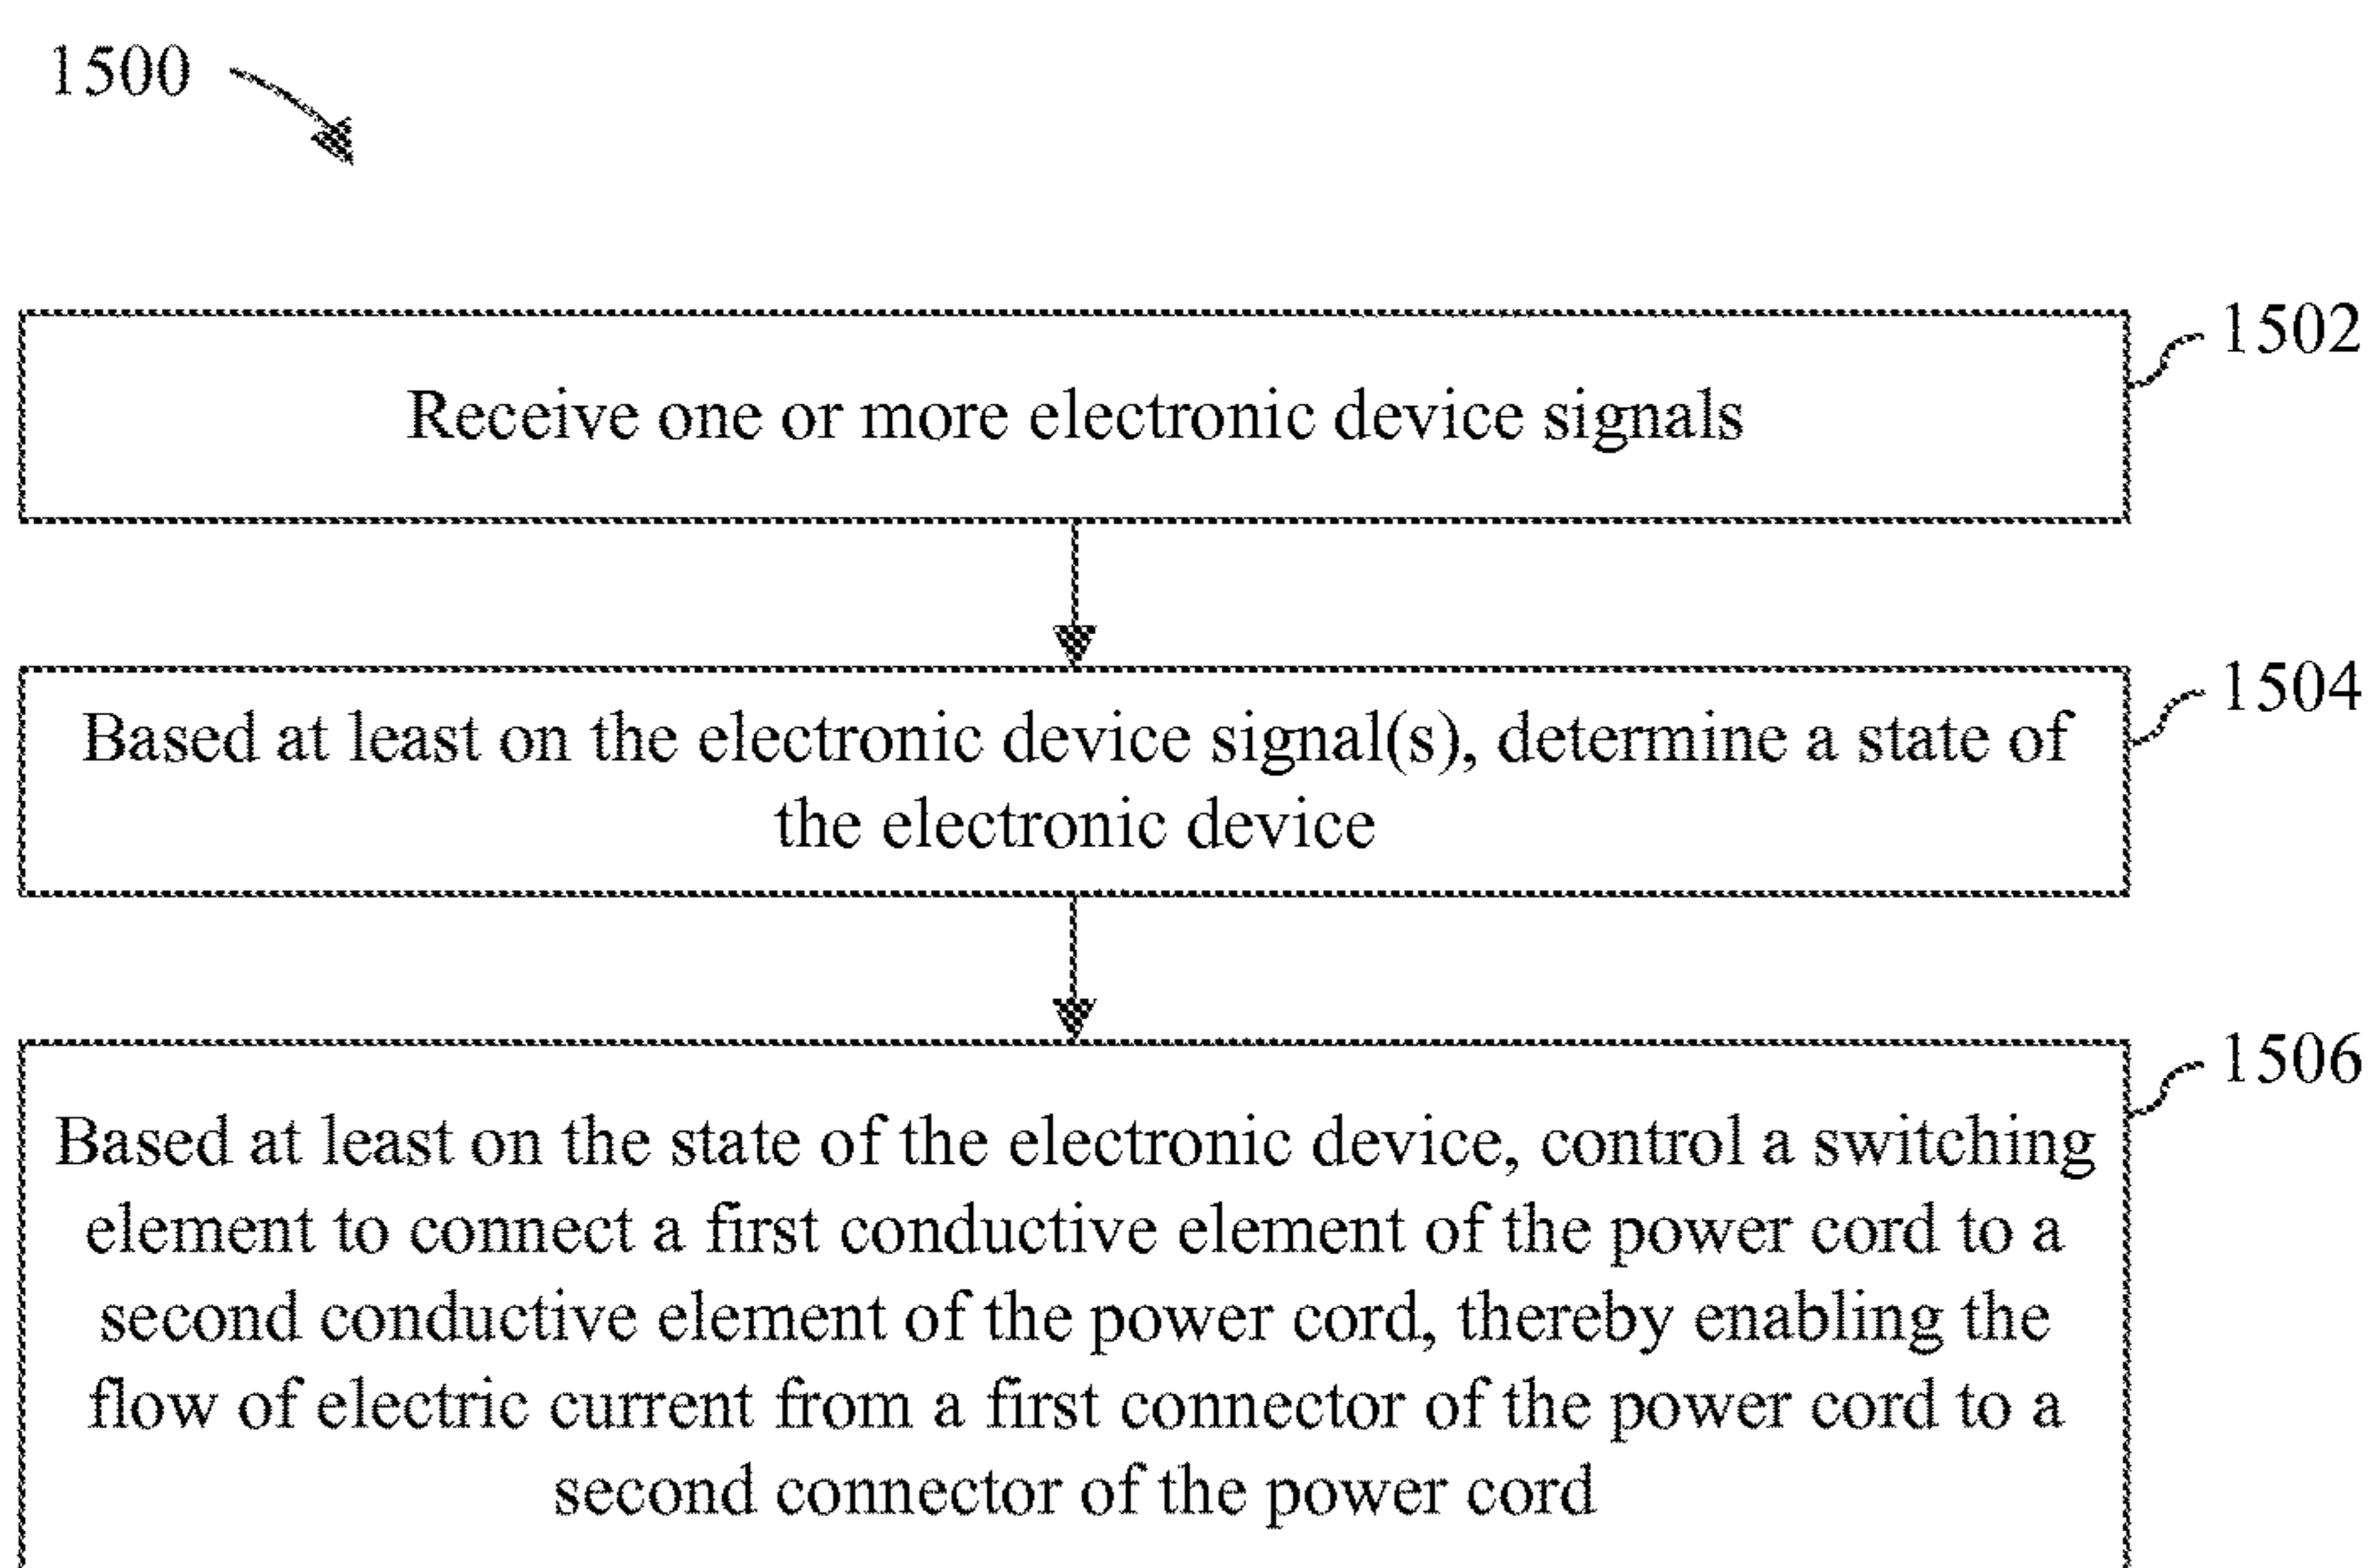 1500
1502
Receive one or more electronic device signals
1504
Based at least on the electronic device signal(s), determine a state of
the electronic device
1506
Based at least on the state of the electronic device, control a switching
element to connect a first conductive element of the power cord to a
second conductive element of the power cord, thereby enabling the
flow of electric current from a first connector of the power cord to a
second connector of the power cord